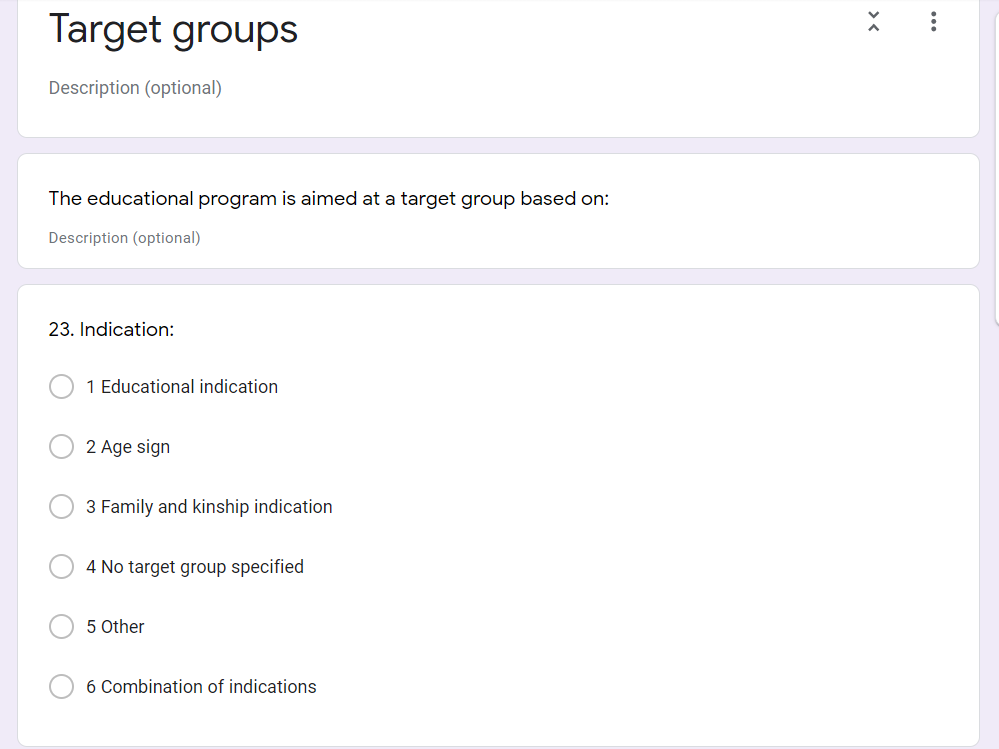 Target groups
Description (optional)
The educational program is aimed at a target group based on:
Description (optional)
23. Indication:
1 Educational indication
2 Age sign
3 Family and kinship indication
4 No target group specified
5 Other
6 Combination of indications